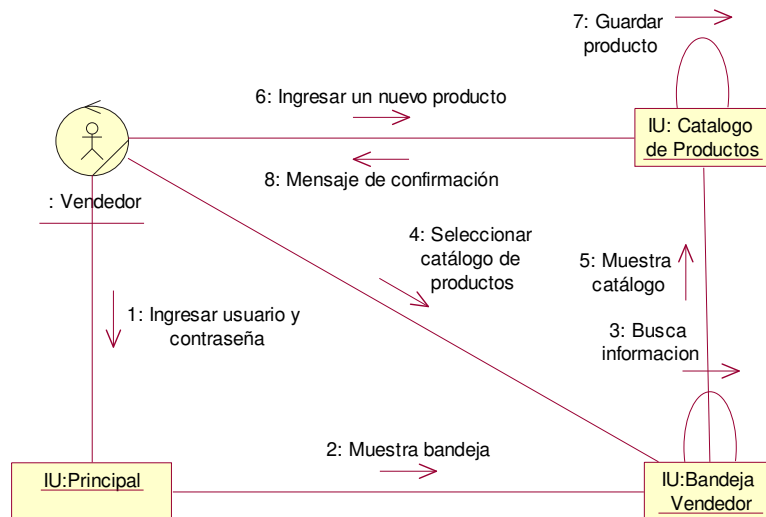 7: Guardar
producto
6: Ingresar un nuevo producto
IU: Catalogo
de Productos
8: Mensaje de confirmación
: Vendedor
4: Seleccionar
catálogo de
productos
5: Muestra
catálogo
1: Ingresar usuario y
contraseña
3: Busca
informacion
2: Muestra bandeja
IU:Principal
IU:Bandeja
Vendedor